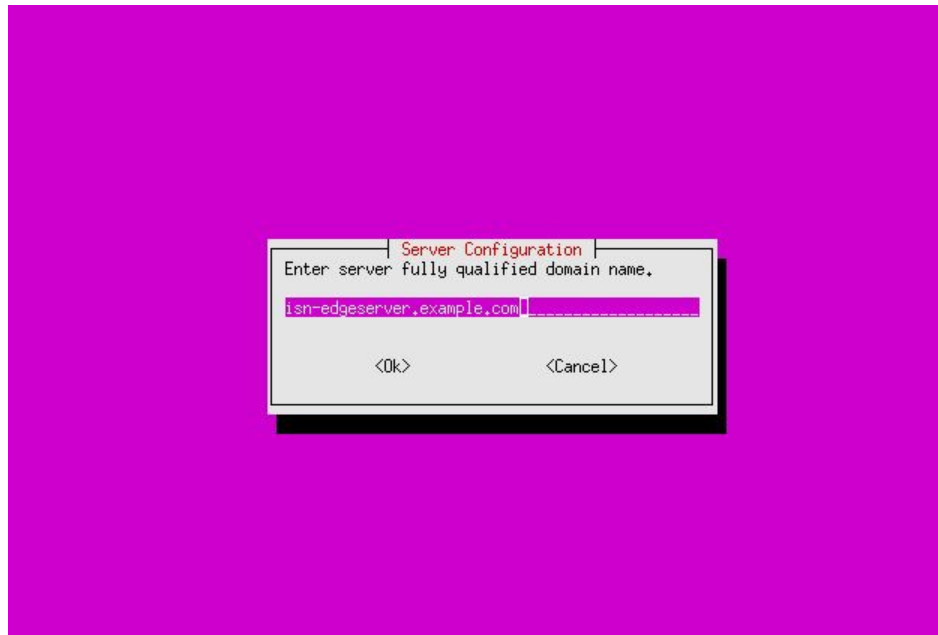 Server Configuration
Enter server fully qualified domain name.
isn-edgeserver.example.com
<Ok> <Cancel>